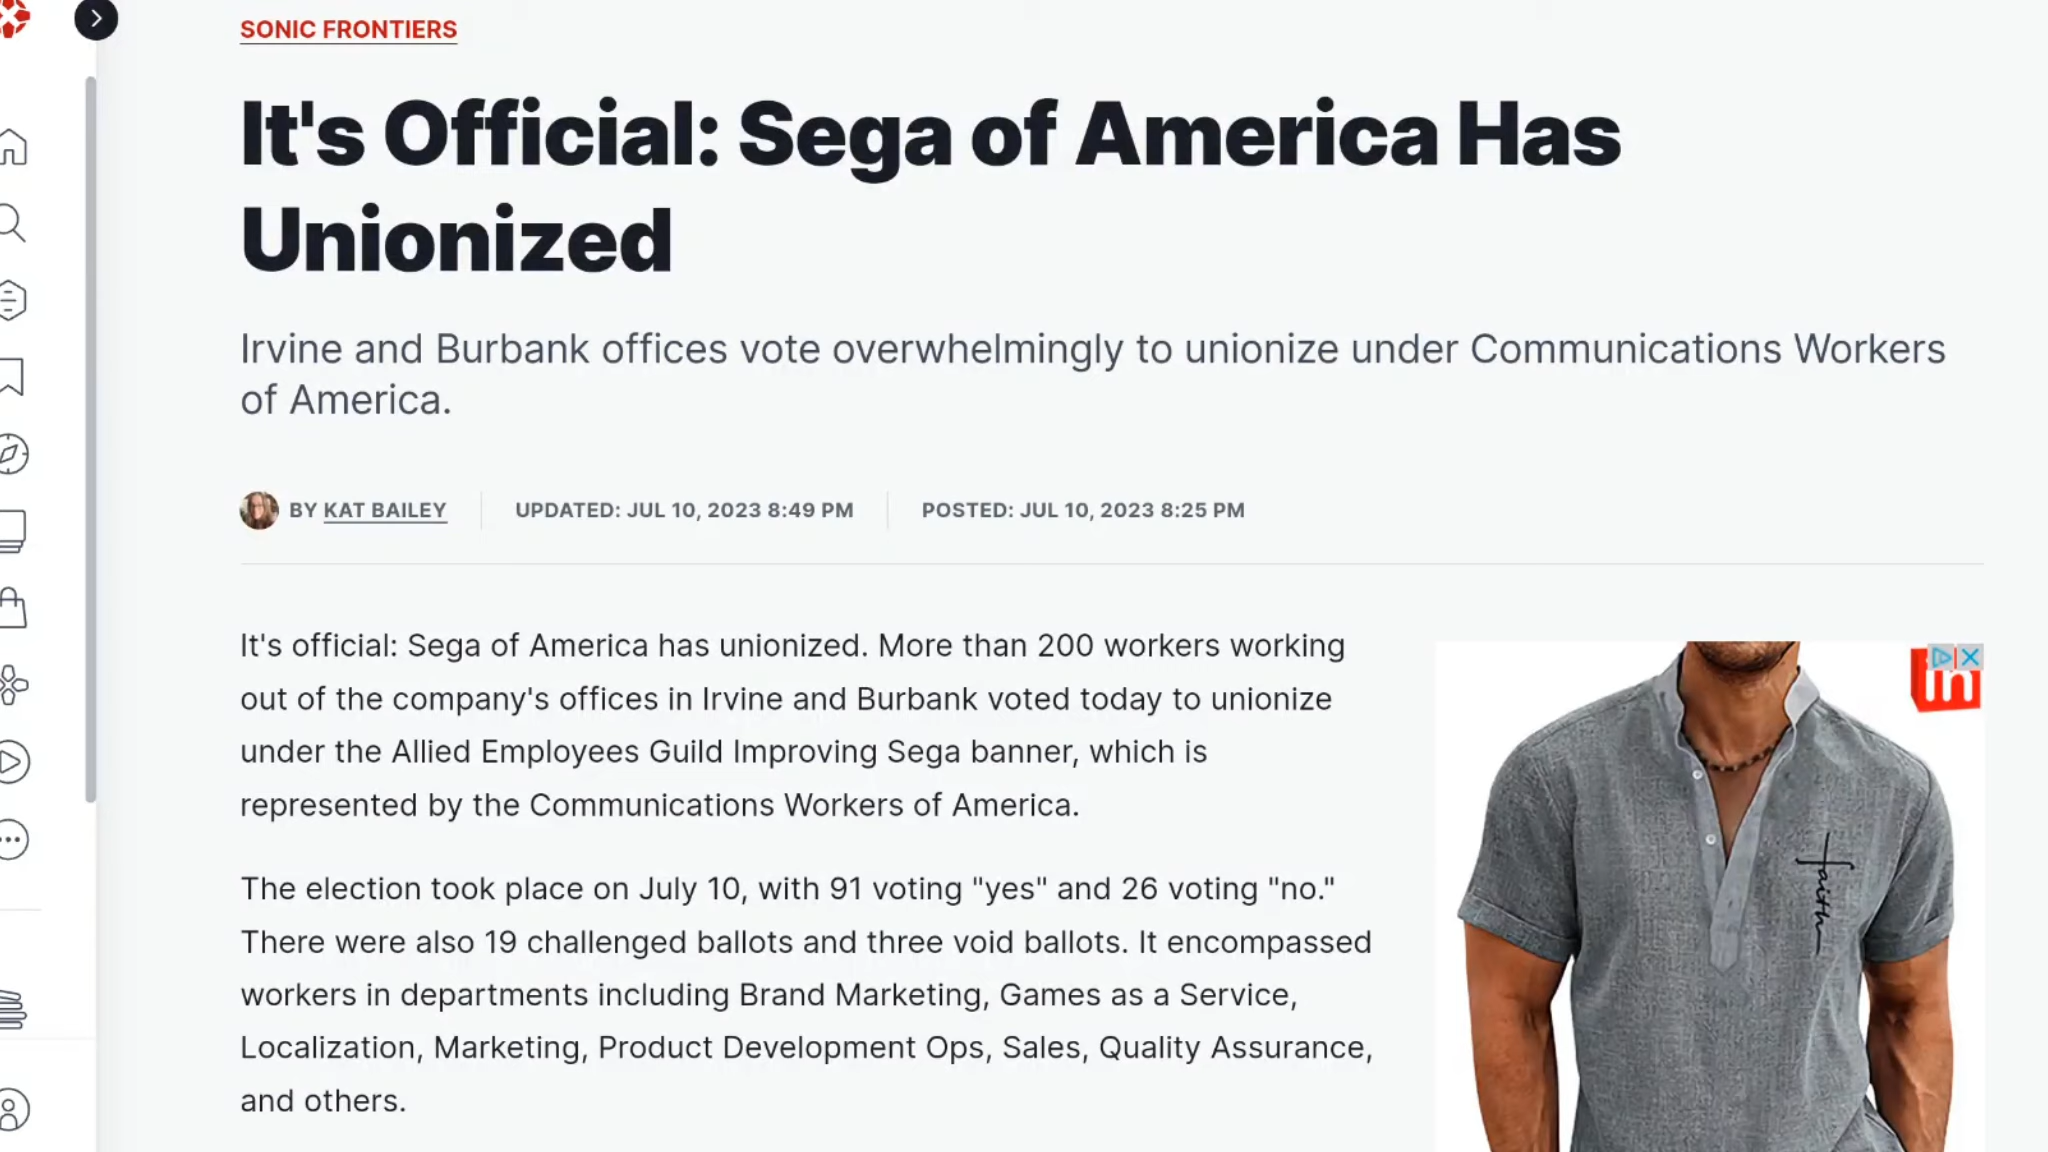 SONIC FRONTIERS
It's Official: Sega of America Has
Unionized
Irvine and Burbank offices vote overwhelmingly to unionize under Communications Workers
of America.
BY KAT BAILEY
UPDATED: JUL 10, 2023 8:49 PM
POSTED: JUL 10, 2023 8:25 PM
It's official: Sega of America has unionized. More than 200 workers working
out of the company's offices in Irvine and Burbank voted today to unionize
under the Allied Employees Guild Improving Sega banner, which is
represented by the Communications Workers of America.
The election took place on July 10, with 91 voting "yes" and 26 voting "no."
There were also 19 challenged ballots and three void ballots. It encompassed
workers in departments including Brand Marketing, Games as a Service,
Localization, Marketing, Product Development Ops, Sales, Quality Assurance,
and others.
in
faith